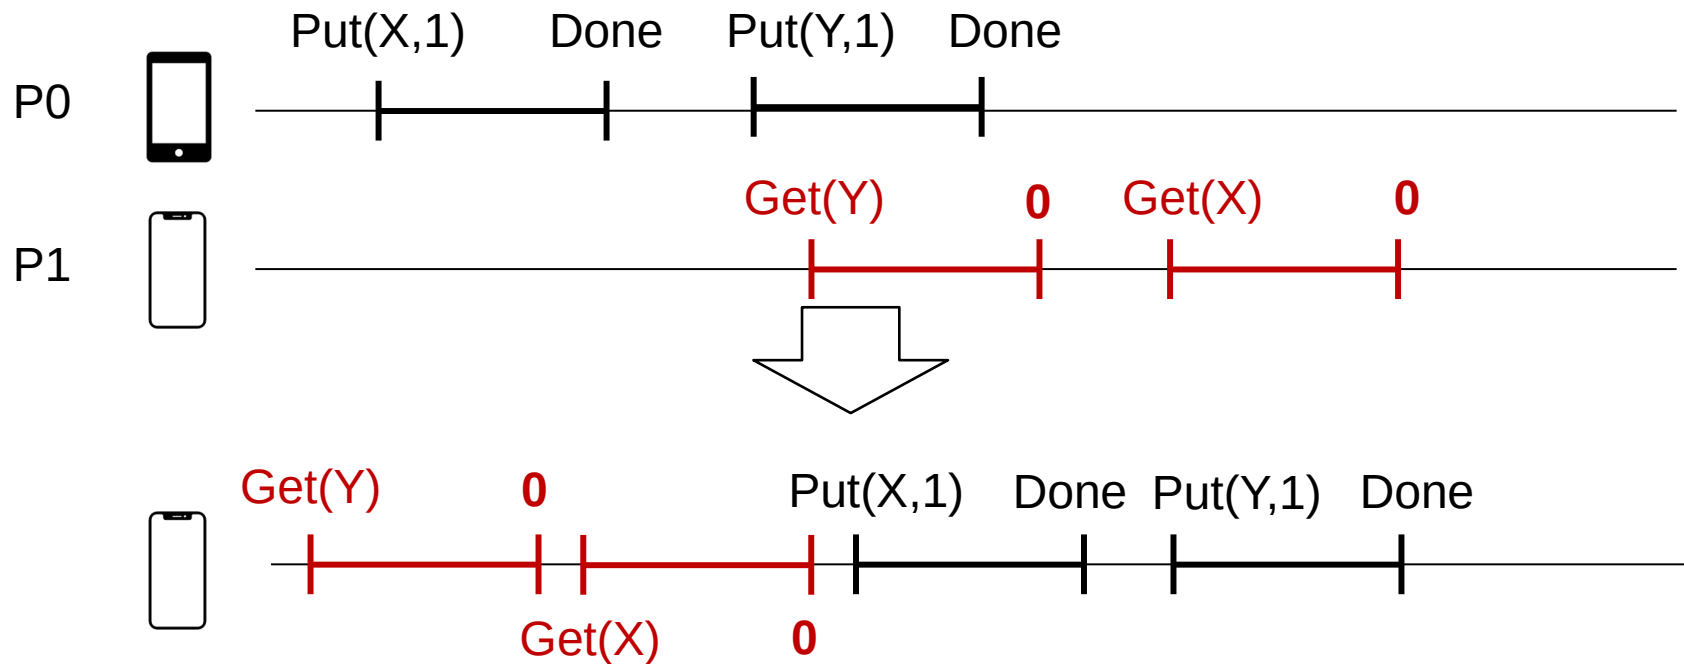 Put(X,1) Done Put(Y,1) Done
P0
Get(Y) 0 Get(X) 0
P1
Get(Y) 0 Put(X,1) Done Put(Y,1) Done
Get(X) 0